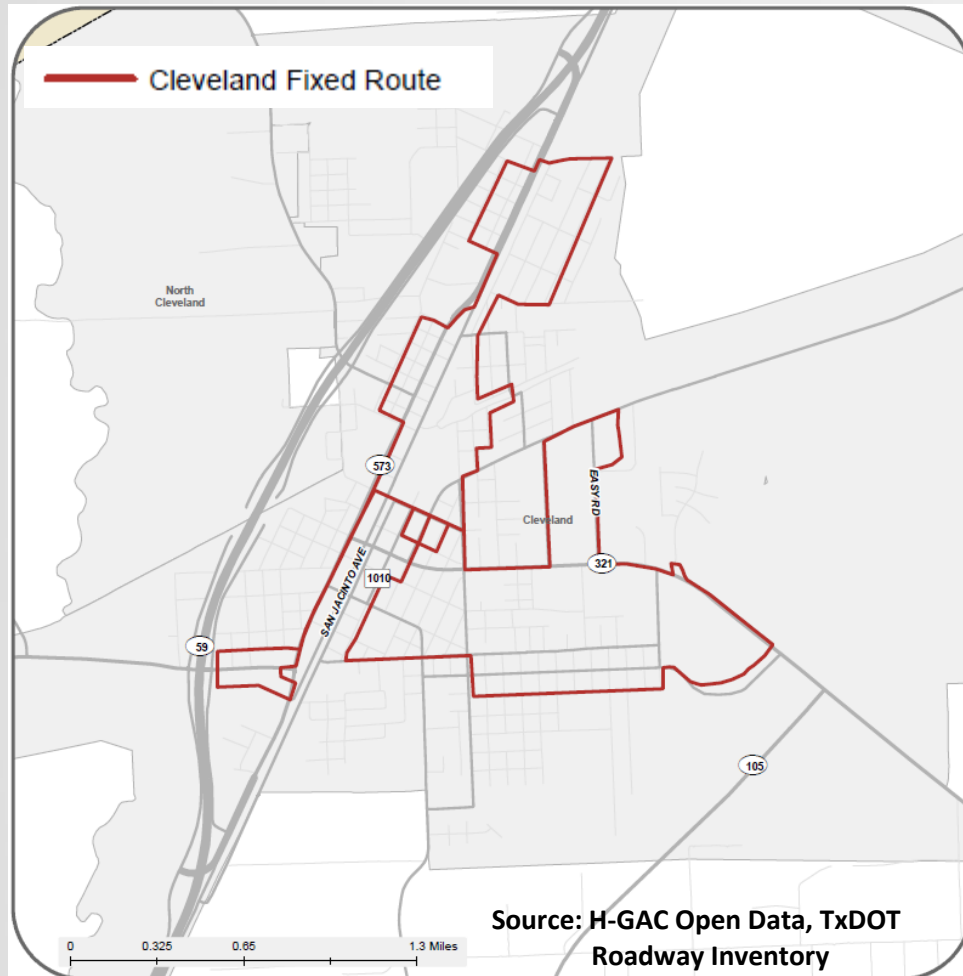 Cleveland Fixed Route
North
Cleveland
573
EASY RD
Cleveland
321
SAN JACINTO AVE
1010
59
105
Source: H-GAC Open Data, TxDOT
Roadway Inventory
0 0.325 0.65 1.3 Miles